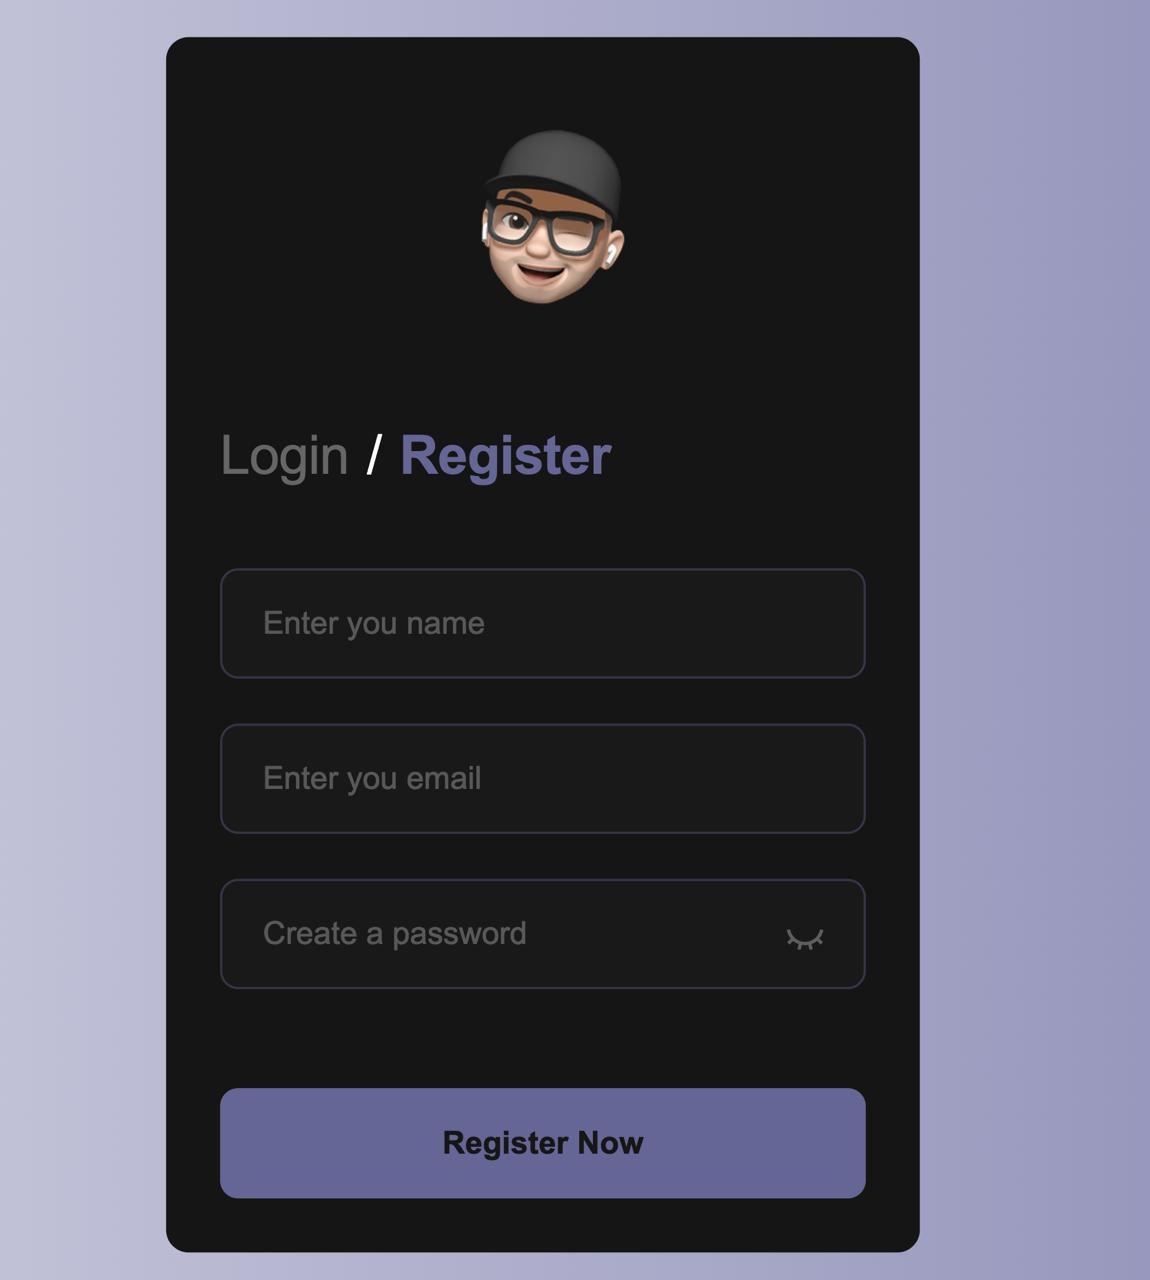 Login / Register
Enter you name
Enter you email
Create a password
Register Now